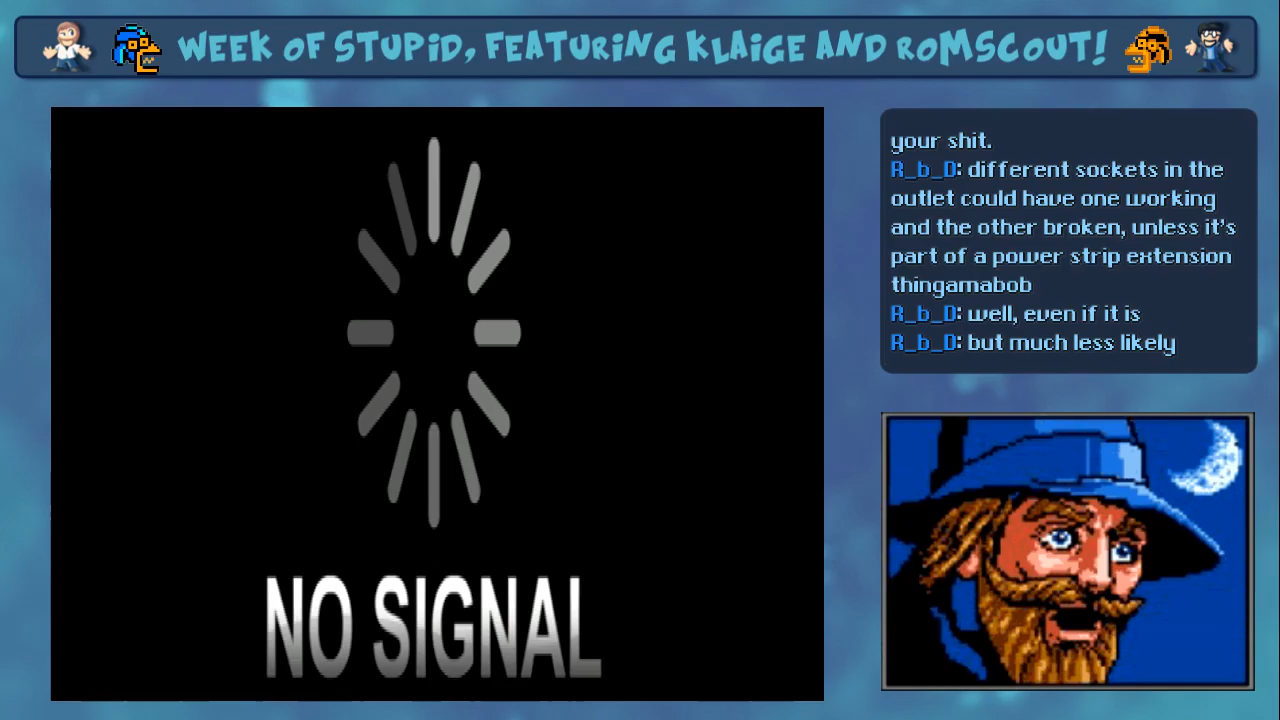 WEEK OF STUPID, FEATURING KLAIGE AND ROMSCOUT!
your shit.
R_b_D: different sockets in the
outlet could have one working
and the other broken, unless it's
part of a power strip extension
thingamabob
R_b_D: well, even if it is
R_b_D: but much less likely
NO SIGNAL